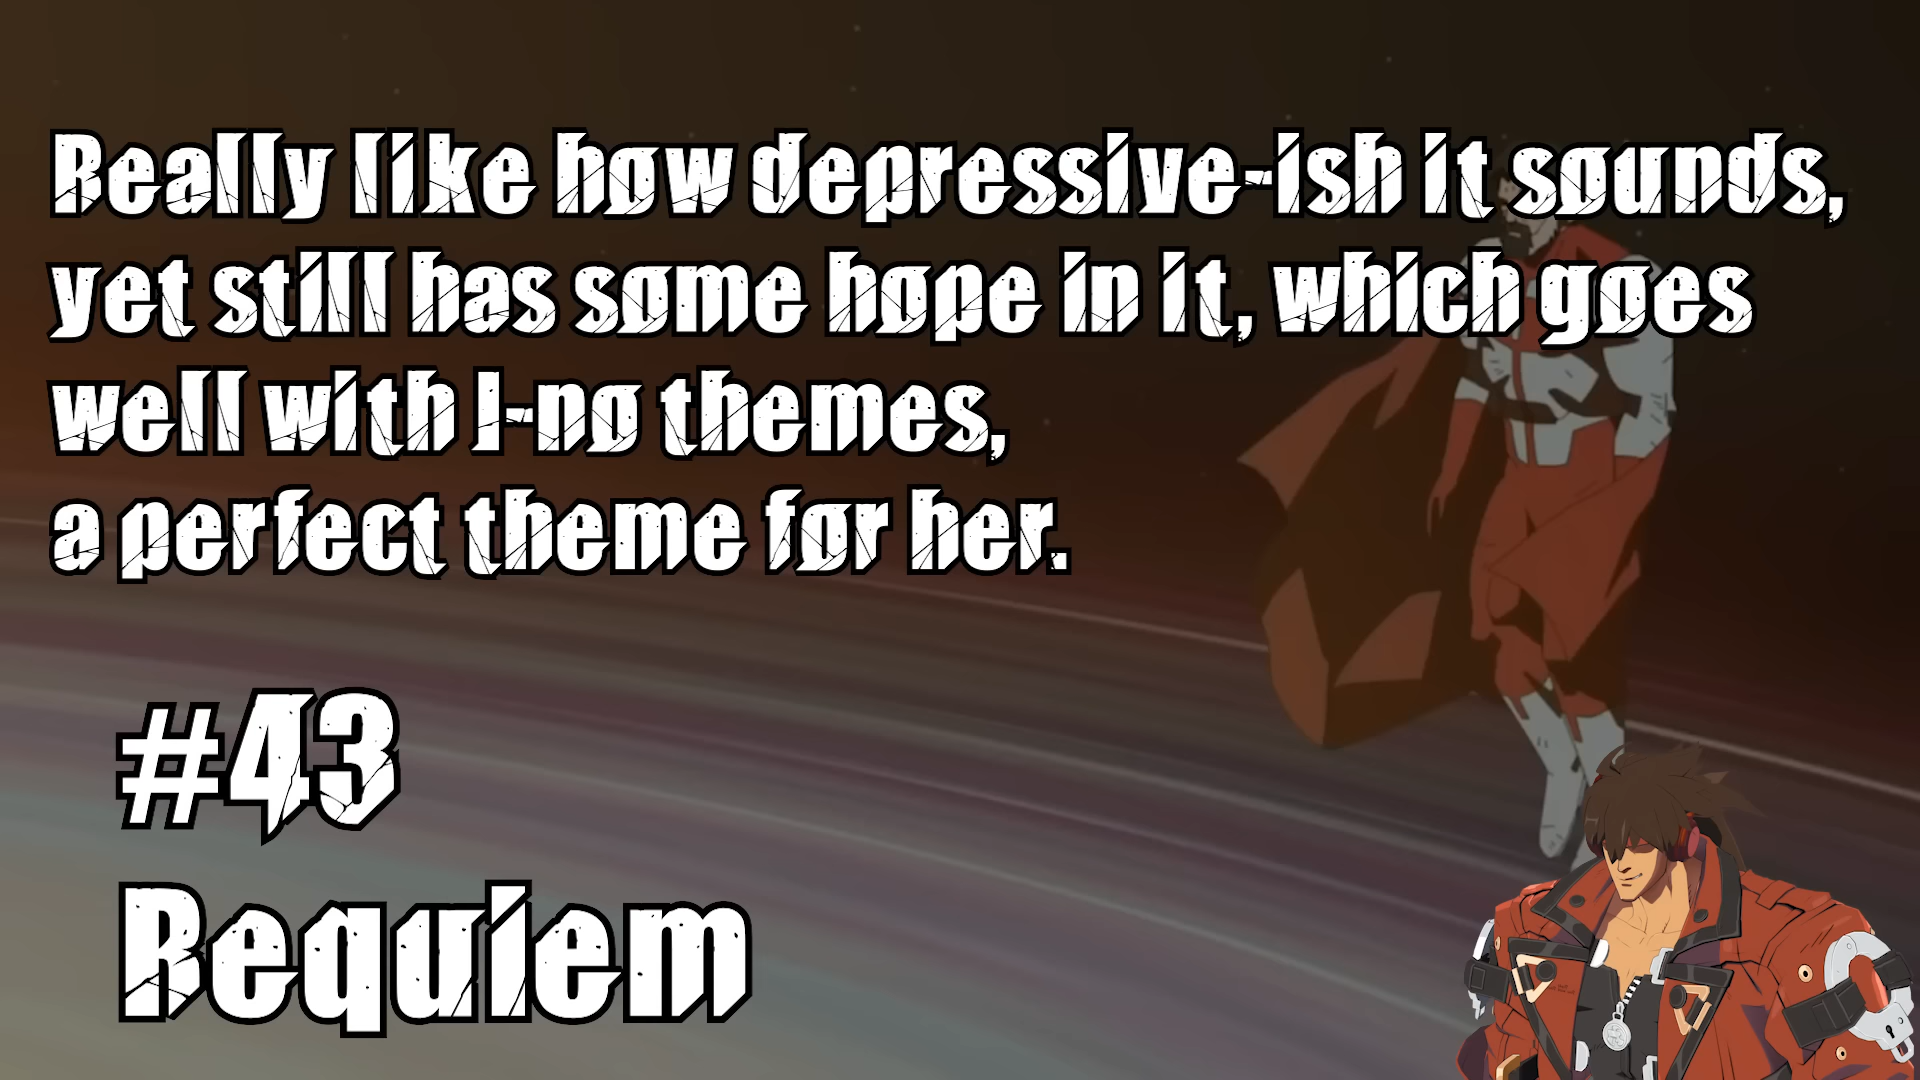 Really like how depressive-ish it sounds,
yet still has some hope in it, which goes
well with I-no themes,
a perfect theme for her.
#43
Requiem